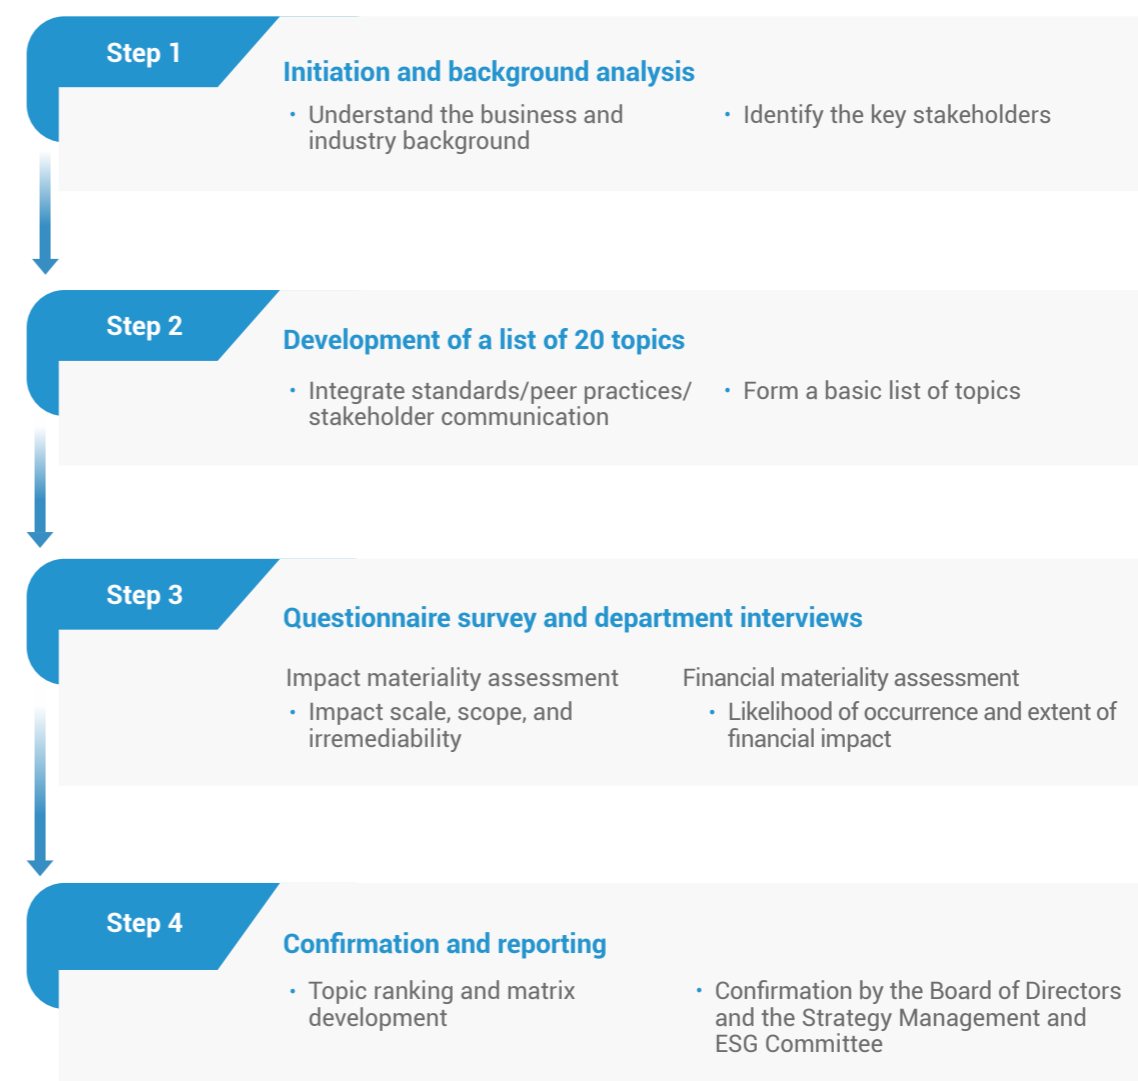 Step 1
Initiation and background analysis
• Understand the business and
industry background
• Identify the key stakeholders
Step 2
Development of a list of 20 topics
• Integrate standards/peer practices/
stakeholder communication
• Form a basic list of topics
Step 3
Questionnaire survey and department interviews
Impact materiality assessment
• Impact scale, scope, and
irremediability
Financial materiality assessment
• Likelihood of occurrence and extent of
financial impact
Step 4
Confirmation and reporting
• Topic ranking and matrix
development
• Confirmation by the Board of Directors
and the Strategy Management and
ESG Committee